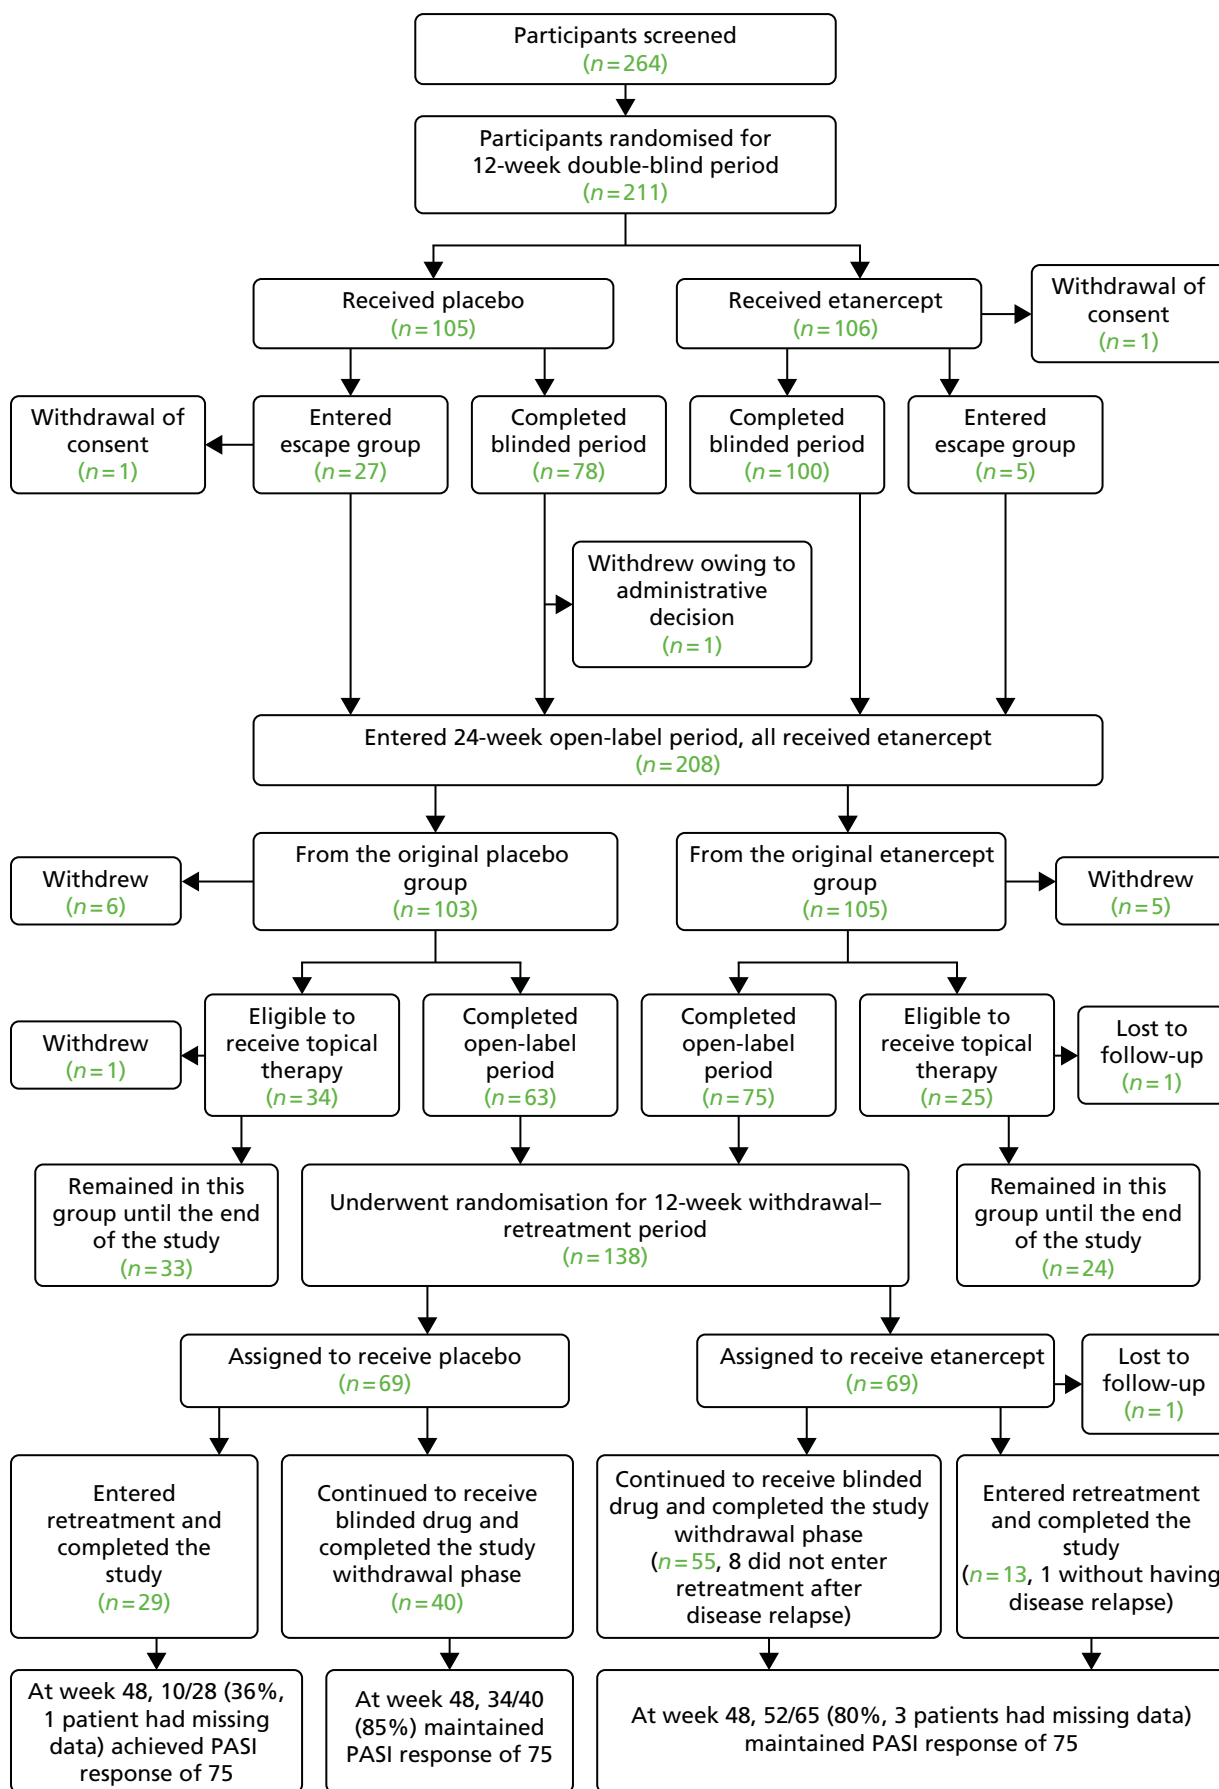 Participants screened
(n=264)
Participants randomised for
12-week double-blind period
(n=211)
Received placebo
(n=105)
Received etanercept
(n=106)
Withdrawal of
consent
(n=1)
Withdrawal of
consent
(n=1)
Entered
escape group
(n=27)
Completed
blinded period
(n=78)
Completed
blinded period
(n=100)
Entered
escape group
(n=5)
Withdrew owing to
administrative
decision
(n=1)
Entered 24-week open-label period, all received etanercept
(n=208)
Withdrew
(n=6)
From the original placebo
group
(n=103)
From the original etanercept
group
(n=105)
Withdrew
(n=5)
Withdrew
(n=1)
Eligible to
receive topical
therapy
(n=34)
Completed
open-label
period
(n=63)
Completed
open-label
period
(n=75)
Eligible to
receive topical
therapy
(n=25)
Lost to
follow-up
(n=1)
Remained in this
group until the end
of the study
(n=33)
Underwent randomisation for 12-week withdrawal–
retreatment period
(n=138)
Remained in this
group until the end
of the study
(n=24)
Assigned to receive placebo
(n=69)
Assigned to receive etanercept
(n=69)
Lost to
follow-up
(n=1)
Entered
retreatment and
completed the
study
(n=29)
Continued to receive
blinded drug and
completed the study
withdrawal phase
(n=40)
Continued to receive blinded
drug and completed the study
withdrawal phase
(n=55, 8 did not enter
retreatment after
disease relapse)
Entered retreatment
and completed the
study
(n=13, 1 without having
disease relapse)
At week 48, 10/28 (36%,
1 patient had missing
data) achieved PASI
response of 75
At week 48, 34/40
(85%) maintained
PASI response of 75
At week 48, 52/65 (80%, 3 patients had missing data)
maintained PASI response of 75